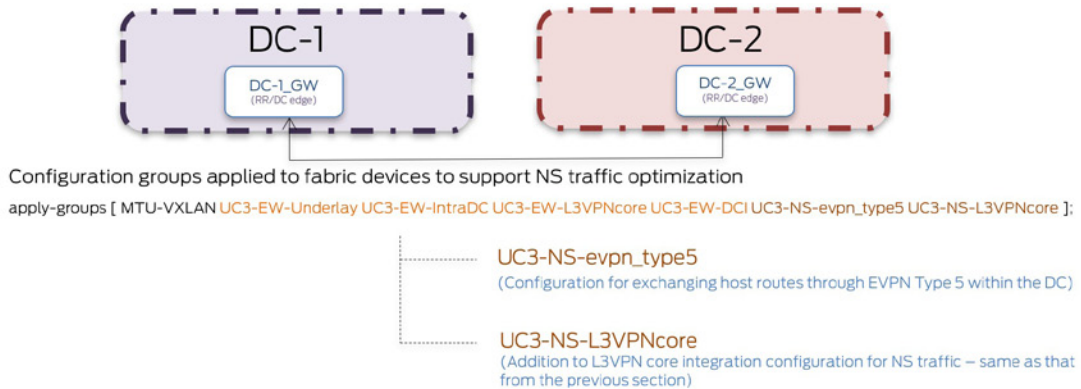 DC-1
DC-2
DC-1_GW
(RR/DC edge)
DC-2_GW
(RR/DC edge)
Configuration groups applied to fabric devices to support NS traffic optimization
apply-groups [ MTU-VXLAN UC3-EW-Underlay UC3-EW-IntraDC UC3-EW-L3VPNcore UC3-EW-DCI UC3-NS-evpn_type5 UC3-NS-L3VPNcore ];
UC3-NS-evpn_type5
(Configuration for exchanging host routes through EVPN Type 5 within the DC)
UC3-NS-L3VPNcore
(Addition to L3VPN core integration configuration for NS traffic – same as that
from the previous section)